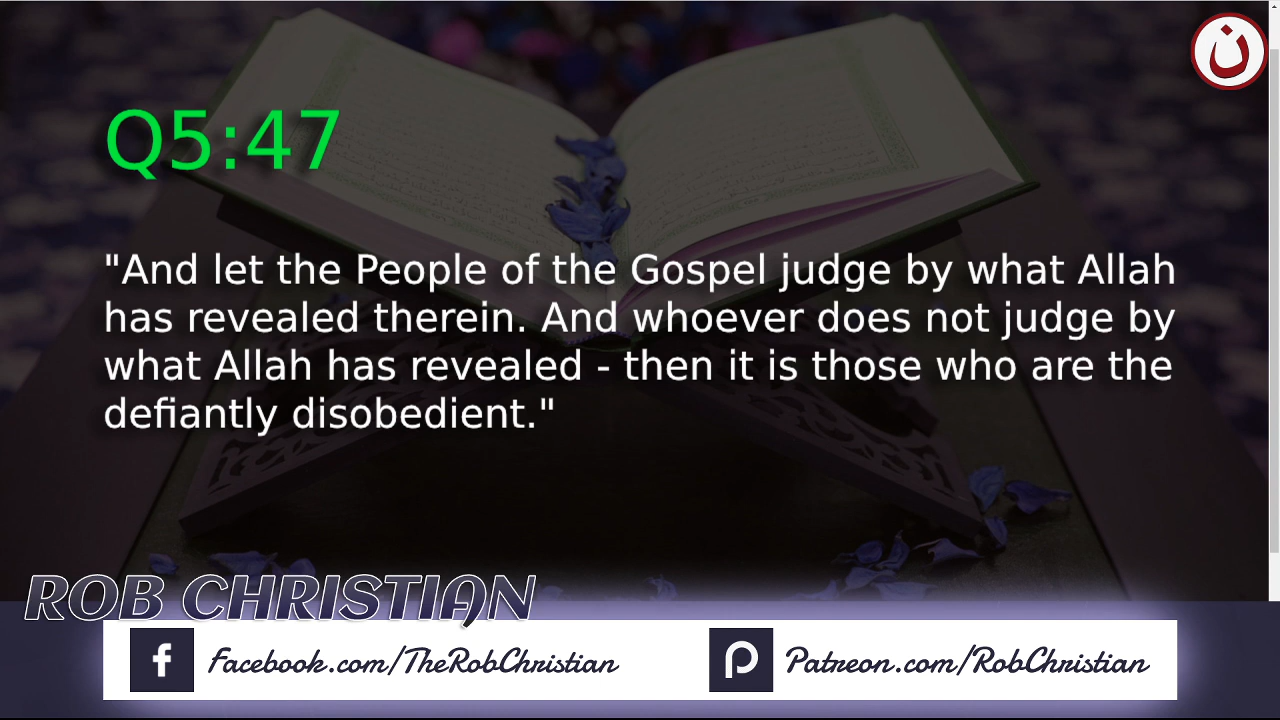 ن
Q5:47
"And let the People of the Gospel judge by what Allah
has revealed therein. And whoever does not judge by
what Allah has revealed - then it is those who are the
defiantly disobedient."
ROB CHRISTIAN
Facebook.com/TheRobChristian
Patreon.com/RobChristian